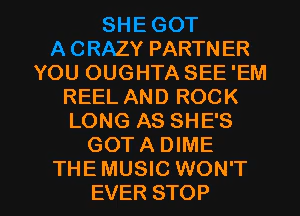 SHE GOT
A CRAZY PARTNER
YOU OUGHTA SEE 'EM
REEL AND ROCK
LONG AS SHE'S
GOT A DIME
THE MUSIC WON'T
EVER STOP